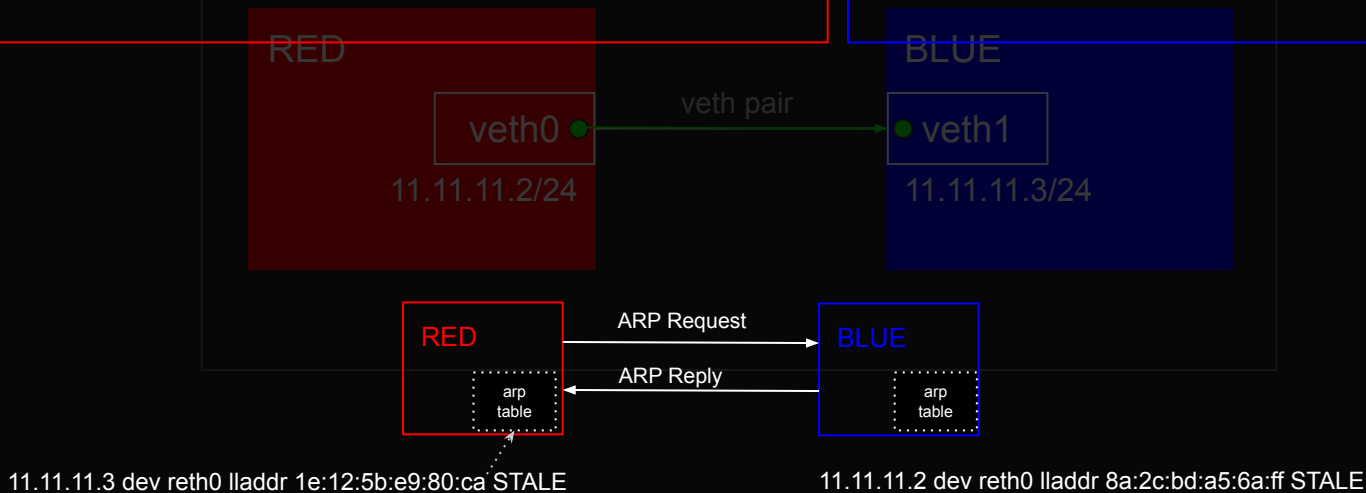 RED
BLUE
veth pair
veth0
veth1
11.11.11.2/24
11.11.11.3/24
RED
ARP Request
BLUE
ARP Reply
arp
table
arp
table
11.11.11.3 dev reth0 lladdr 1e:12:5b:e9:80:ca STALE
11.11.11.2 dev reth0 lladdr 8a:2c:bd:a5:6a:ff STALE